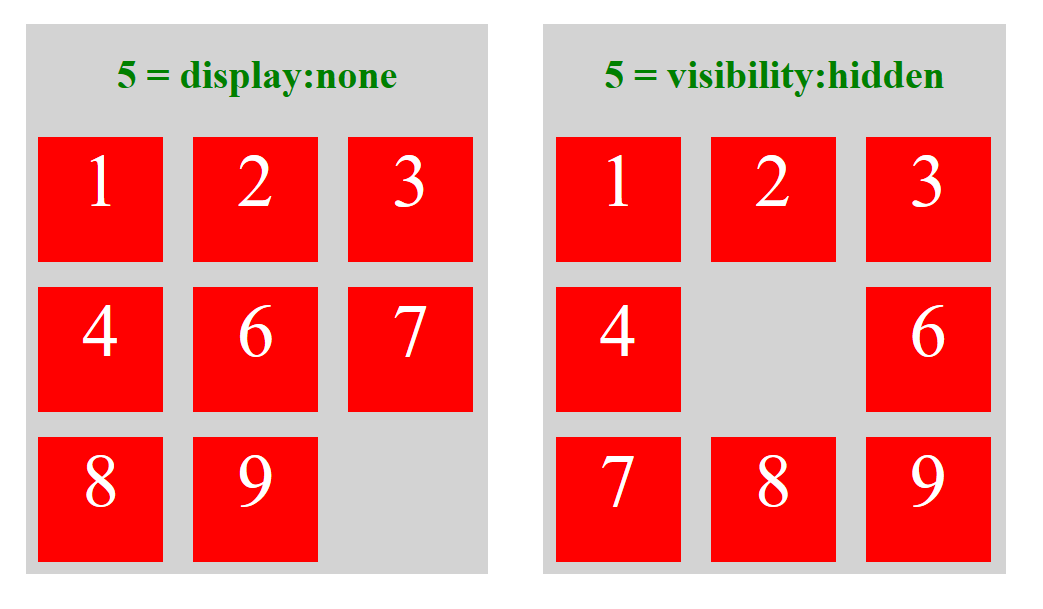 5 = display:none
1 2 3
4 6 7
8 9
5 = visibility:hidden
1 2 3
4 6
7 8 9